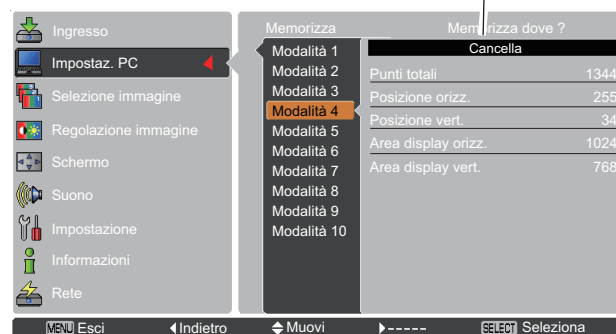 Ingresso
Impostaz. PC
Selezione immagine
Regolazione immagine
Schermo
Suono
Impostazione
Informazioni
Rete
Memorizza
Memorizza dove ?
Modalità 1
Modalità 2
Modalità 3
Modalità 4
Modalità 5
Modalità 6
Modalità 7
Modalità 8
Modalità 9
Modalità 10
Cancella
Punti totali 1344
Posizione orizz. 255
Posizione vert. 34
Area display orizz. 1024
Area display vert. 768
MENU Esci Indietro Muovi ----- SELECT Seleziona